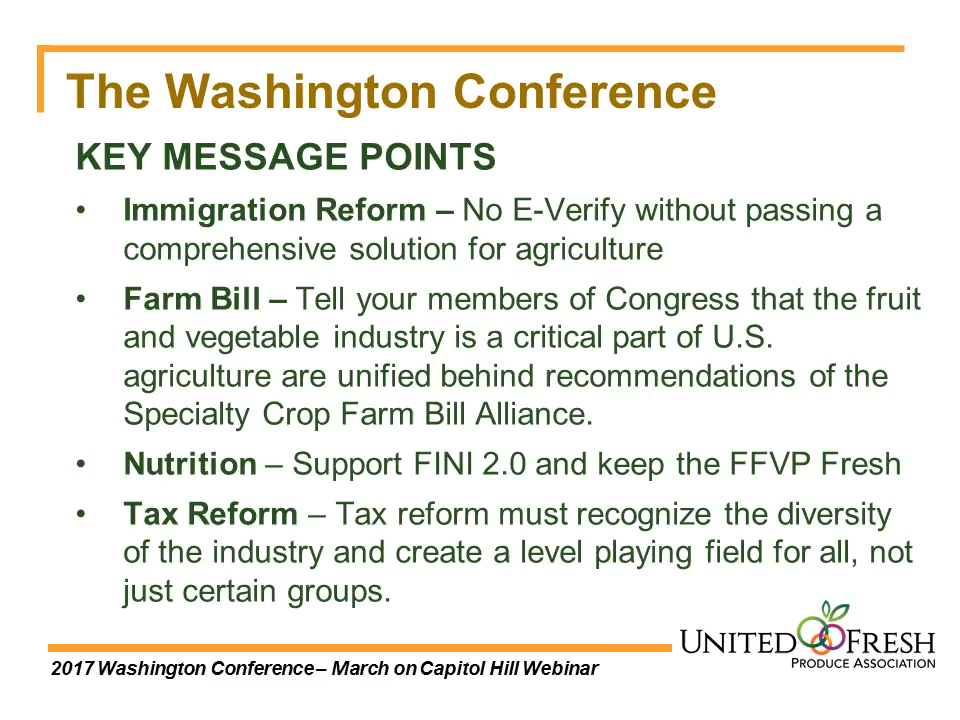 The Washington Conference
KEY MESSAGE POINTS
• Immigration Reform – No E-Verify without passing a
comprehensive solution for agriculture
• Farm Bill – Tell your members of Congress that the fruit
and vegetable industry is a critical part of U.S.
agriculture are unified behind recommendations of the
Specialty Crop Farm Bill Alliance.
• Nutrition – Support FINI 2.0 and keep the FFVP Fresh
• Tax Reform – Tax reform must recognize the diversity
of the industry and create a level playing field for all, not
just certain groups.
UNITED FRESH
PRODUCE ASSOCIATION
2017 Washington Conference – March on Capitol Hill Webinar